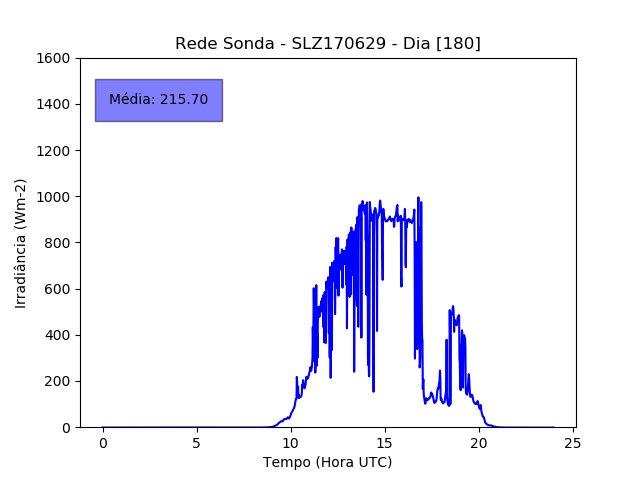 Rede Sonda - SLZ170629 - Dia [180]
1600
1400
1200
1000
800
600
400
200
0
Média: 215.70
Irradiância (Wm-2)
0 5 10 15 20 25
Tempo (Hora UTC)